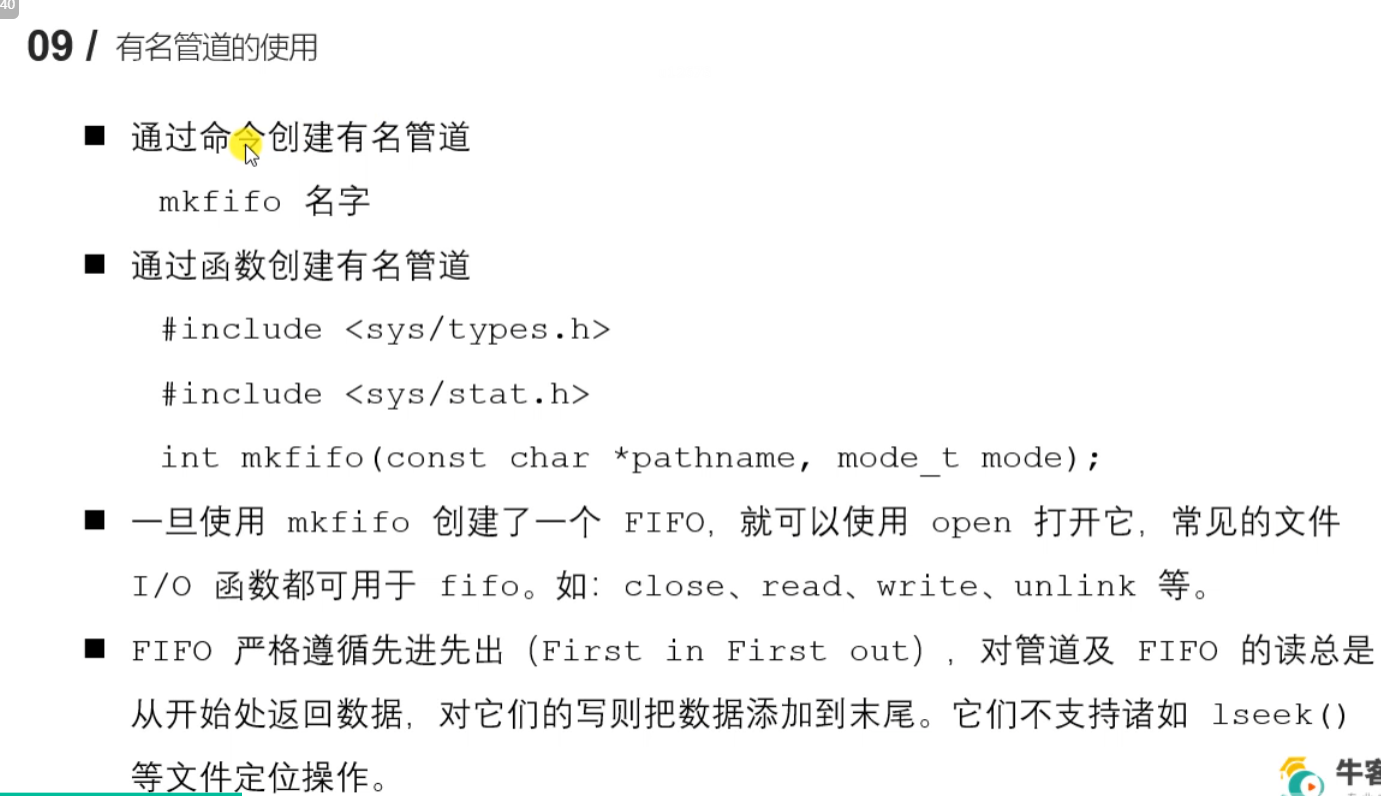 40
09 / 有名管道的使用
通过命令创建有名管道
mkfifo 名字
通过函数创建有名管道
#include <sys/types.h>
#include <sys/stat.h>
int mkfifo(const char *pathname, mode_t mode);
一旦使用 mkfifo 创建了一个 FIFO，就可以使用 open 打开它，常见的文件
I/O 函数都可用于 fifo。如：close、read、write、unlink 等。
FIFO 严格遵循先进先出（First in First out），对管道及 FIFO 的读总是
从开始处返回数据，对它们的写则把数据添加到末尾。它们不支持诸如 lseek()
等文件定位操作。
牛客